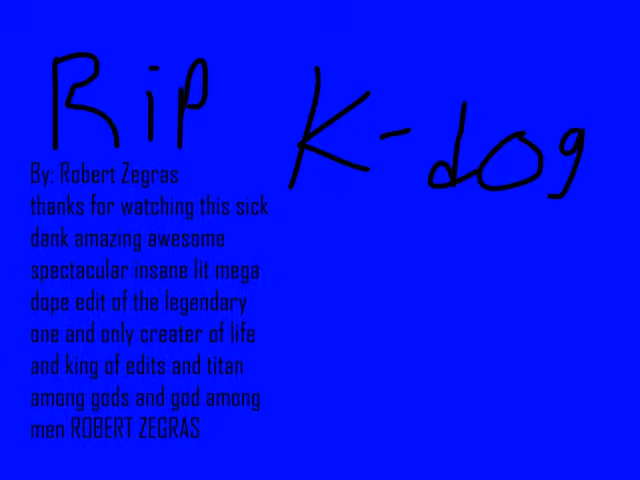 Rip K-dog
By: Robert Zegras
thanks for watching this sick
dank amazing awesome
spectacular insane lit mega
dope edit of the legendary
one and only creater of life
and king of edits and titan
among gods and god among
men ROBERT ZEGRAS